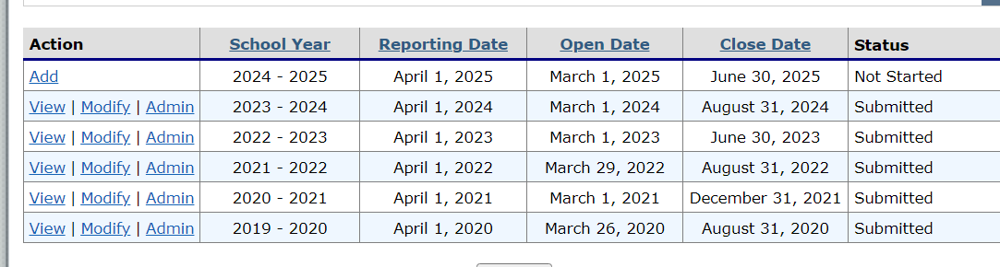 Action School Year Reporting Date Open Date Close Date Status
Add 2024 - 2025 April 1, 2025 March 1, 2025 June 30, 2025 Not Started
View | Modify | Admin 2023 - 2024 April 1, 2024 March 1, 2024 August 31, 2024 Submitted
View | Modify | Admin 2022 - 2023 April 1, 2023 March 1, 2023 June 30, 2023 Submitted
View | Modify | Admin 2021 - 2022 April 1, 2022 March 29, 2022 August 31, 2022 Submitted
View | Modify | Admin 2020 - 2021 April 1, 2021 March 1, 2021 December 31, 2021 Submitted
View | Modify | Admin 2019 - 2020 April 1, 2020 March 26, 2020 August 31, 2020 Submitted